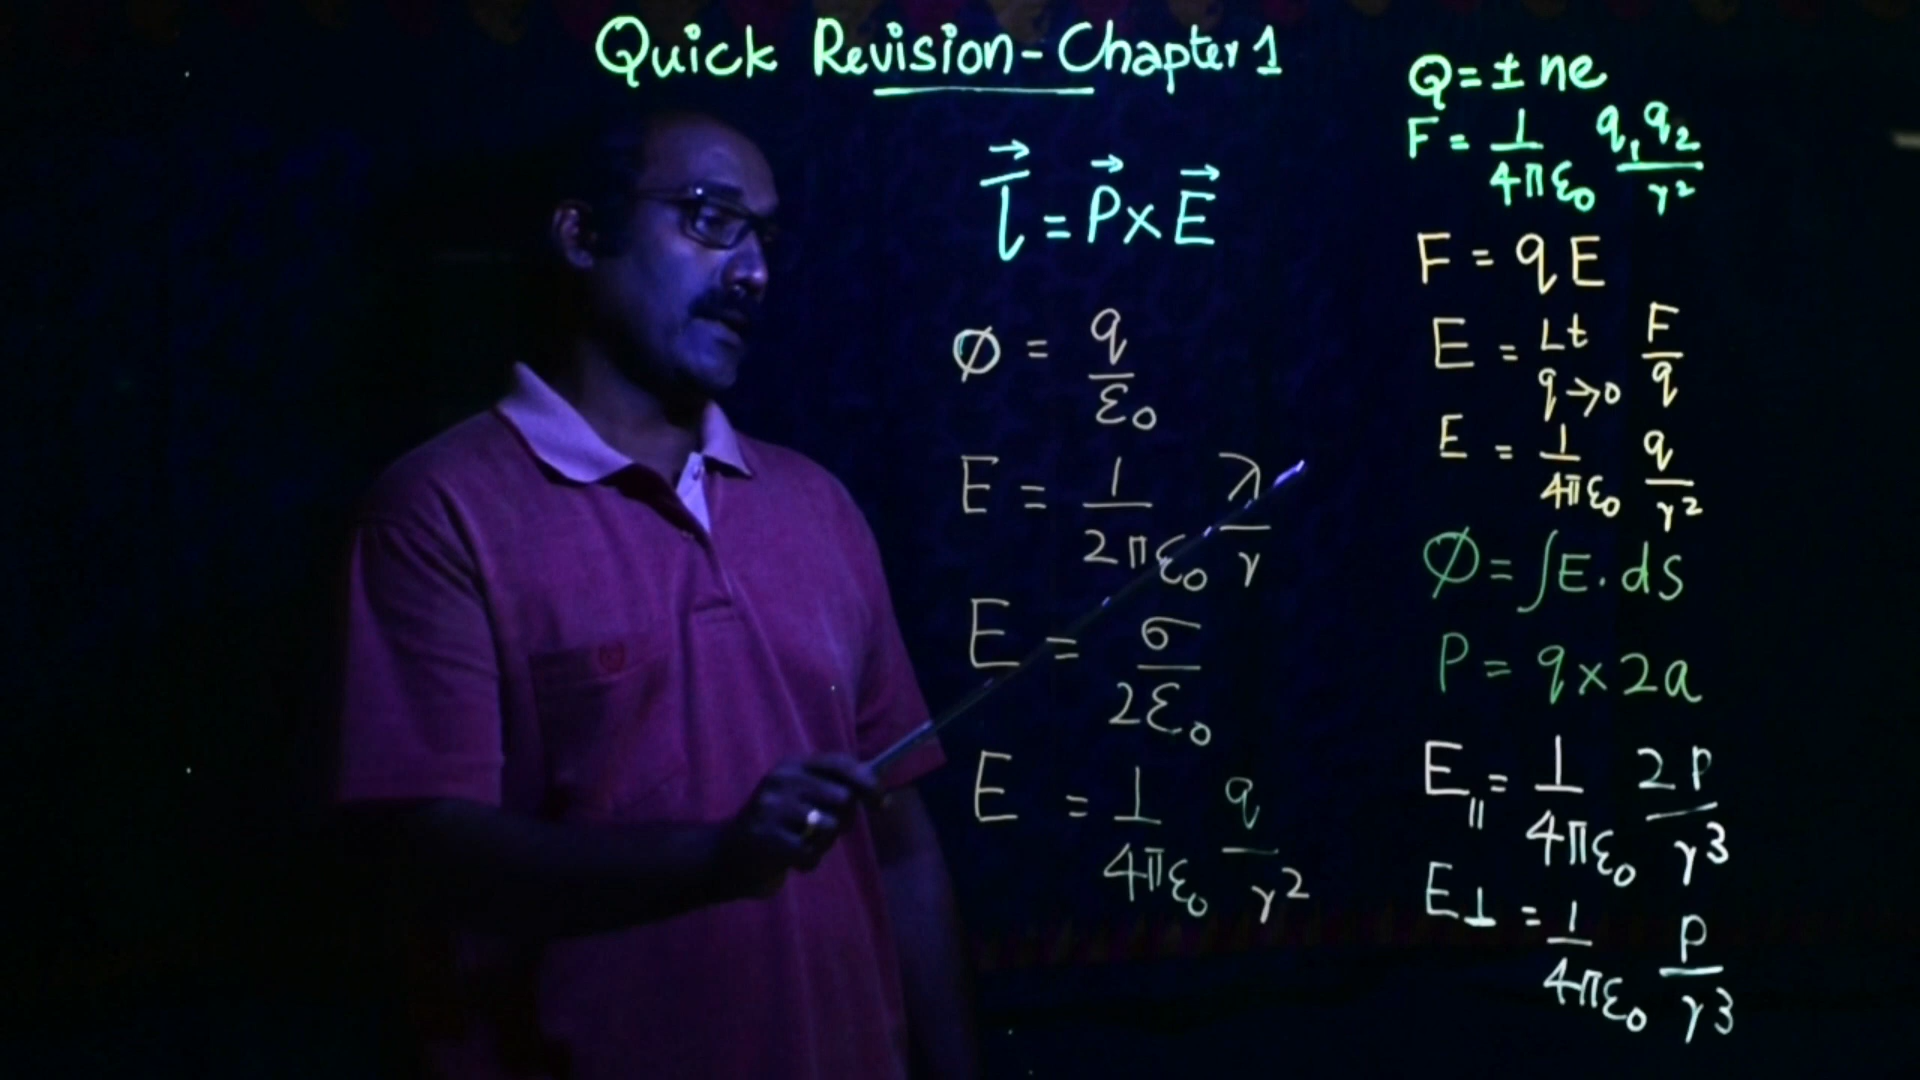 Quick Revision - Chapter 1
τ⃗ = P⃗ × E⃗
Ø = q/ε₀
E = 1/2πε₀ λ/r
E = σ/2ε₀
E = 1/4πε₀ q/r²
Q = ± ne
F = 1/4πε₀ q₁q₂/r²
F = qE
E = Lt q→0 F/q
E = 1/4πε₀ q/r²
Ø = ∫E.ds
P = q × 2a
E∥ = 1/4πε₀ 2P/r³
E⊥ = 1/4πε₀ P/r³